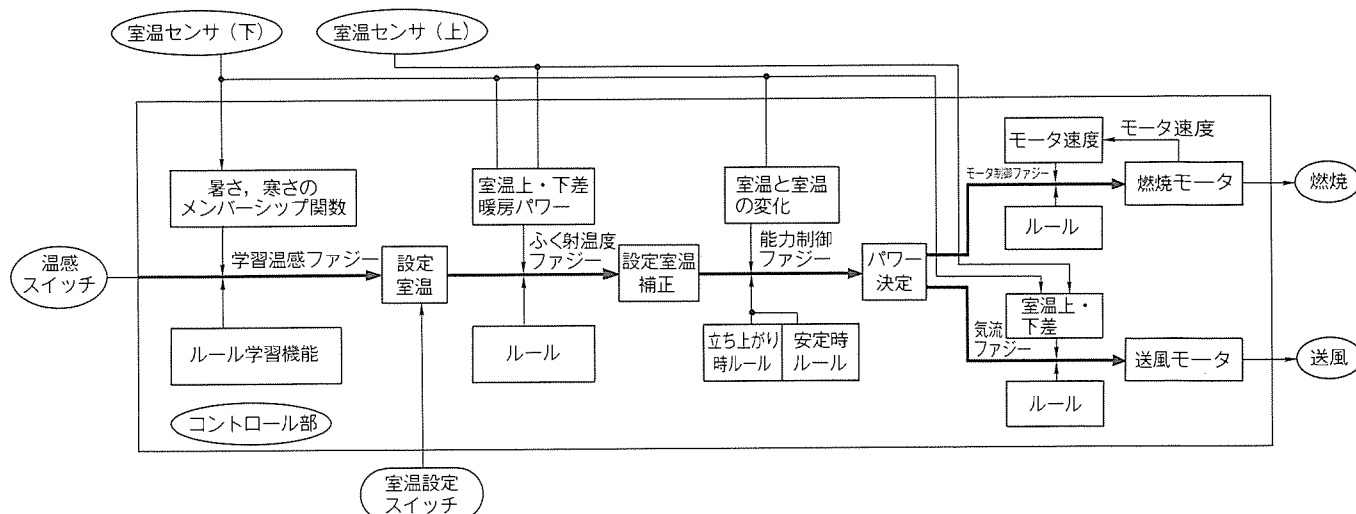 室温センサ（下）
室温センサ（上）
モータ速度
モータ速度
モータ制御ファジー
燃焼モータ
燃焼
ルール
暑さ，寒さの
メンバーシップ関数
室温上・下差
暖房パワー
室温と室温
の変化
温感
スイッチ
学習温感ファジー
設定
室温
ふく射温度
ファジー
設定室温
補正
能力制御
ファジー
パワー
決定
室温上・
下差
気流
ファジー
送風モータ
送風
ルール
ルール学習機能
ルール
立ち上がり
時ルール
安定時
ルール
コントロール部
室温設定
スイッチ